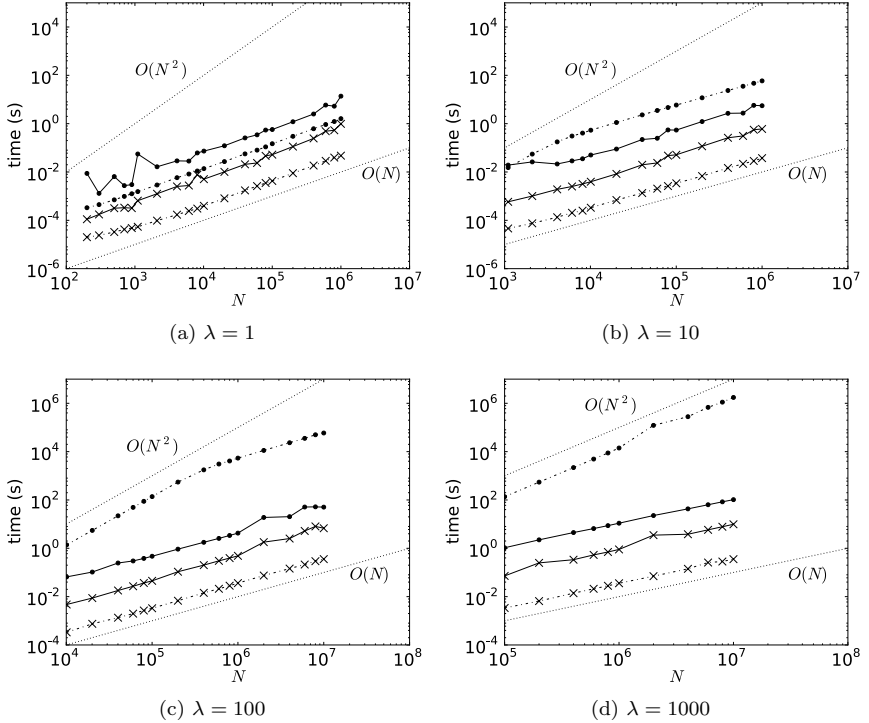 time (s)
10^4
10^2
10^0
10^−2
10^−4
10^−6
O(N^2)
O(N)
10^2 10^3 10^4 10^5 10^6 10^7
N
(a) λ = 1
time (s)
10^4
10^2
10^0
10^−2
10^−4
10^−6
O(N^2)
O(N)
10^3 10^4 10^5 10^6 10^7
N
(b) λ = 10
time (s)
10^6
10^4
10^2
10^0
10^−2
10^−4
O(N^2)
O(N)
10^4 10^5 10^6 10^7 10^8
N
(c) λ = 100
time (s)
10^6
10^4
10^2
10^0
10^−2
10^−4
O(N^2)
O(N)
10^5 10^6 10^7 10^8
N
(d) λ = 1000